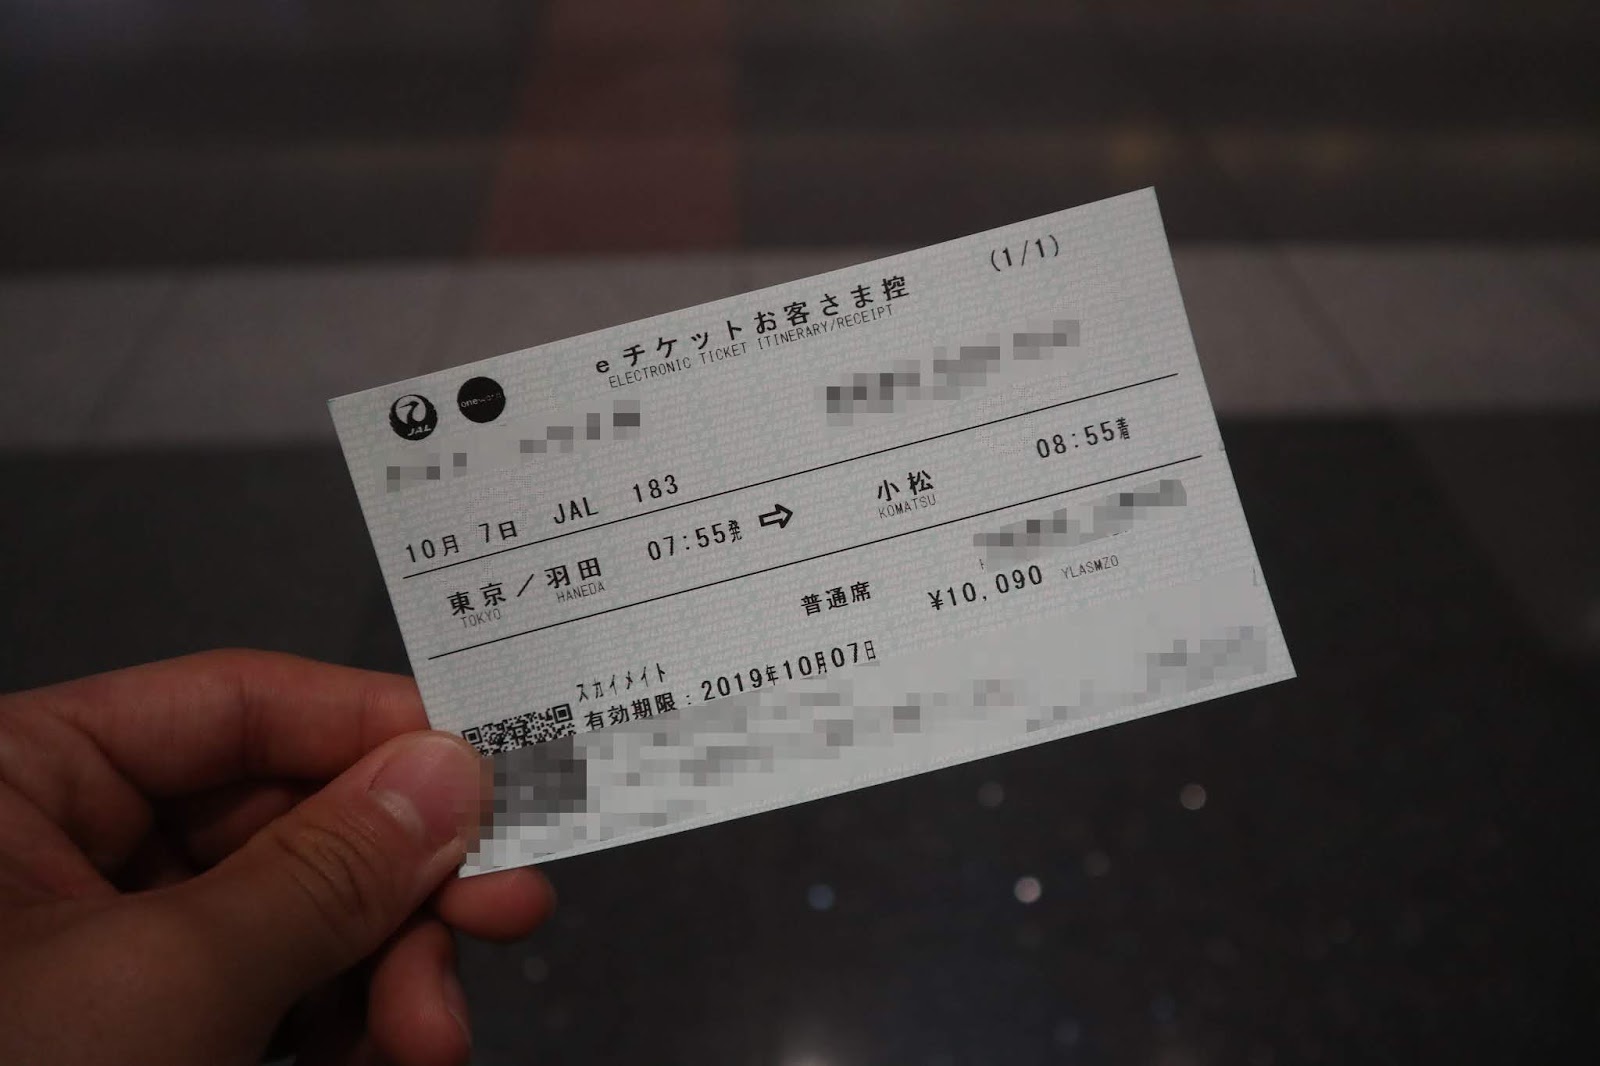 (1/1)
eチケットお客さま控
ELECTRONIC TICKET ITINERARY/RECEIPT
JAL
oneworld
10月 7日 JAL 183
東京／羽田 07:55発 ⇨ 小松 08:55着
TOKYO HANEDA KOMATSU
普通席 ¥10,090 YLASMZO
スカイメイト
有効期限：2019年10月07日